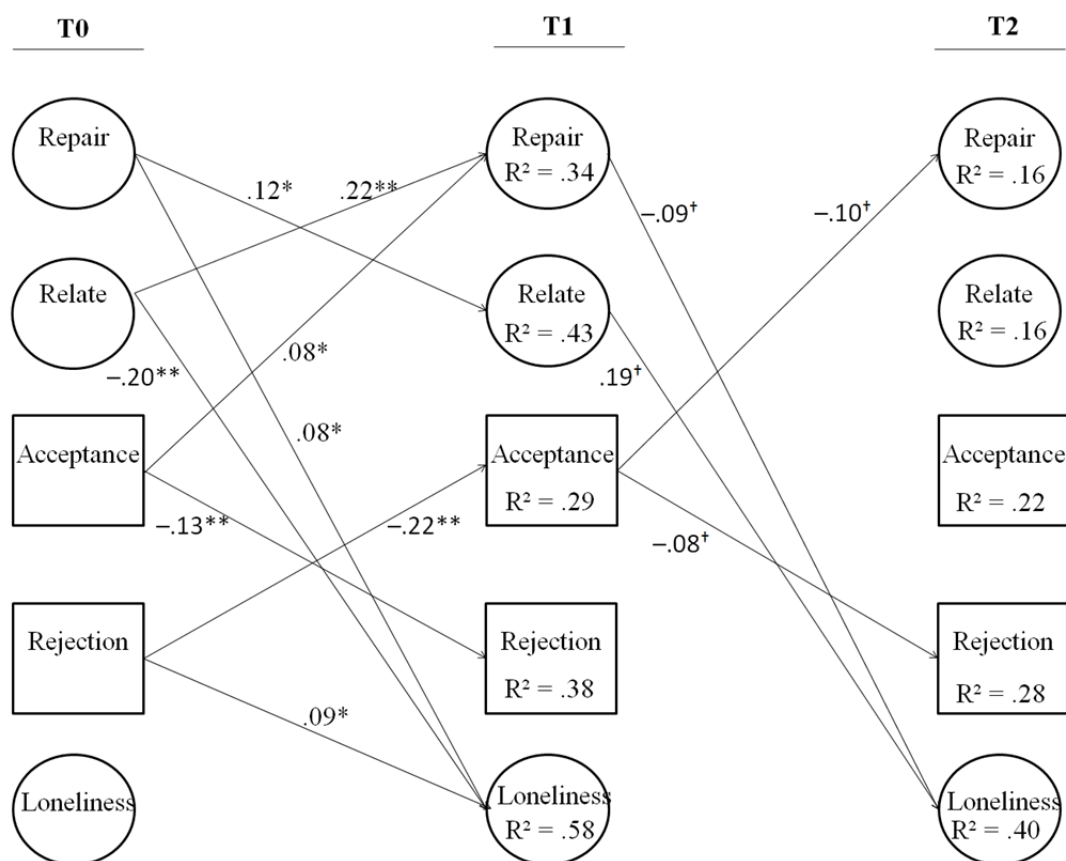 T0
T1
T2
Repair
Repair
R² = .34
Repair
R² = .16
.12*
.22**
–.09†
–.10†
Relate
Relate
R² = .43
Relate
R² = .16
–.20**
.08*
.19†
.08*
Acceptance
Acceptance
R² = .29
Acceptance
R² = .22
–.13**
–.22**
–.08†
Rejection
Rejection
R² = .38
Rejection
R² = .28
.09*
Loneliness
Loneliness
R² = .58
Loneliness
R² = .40